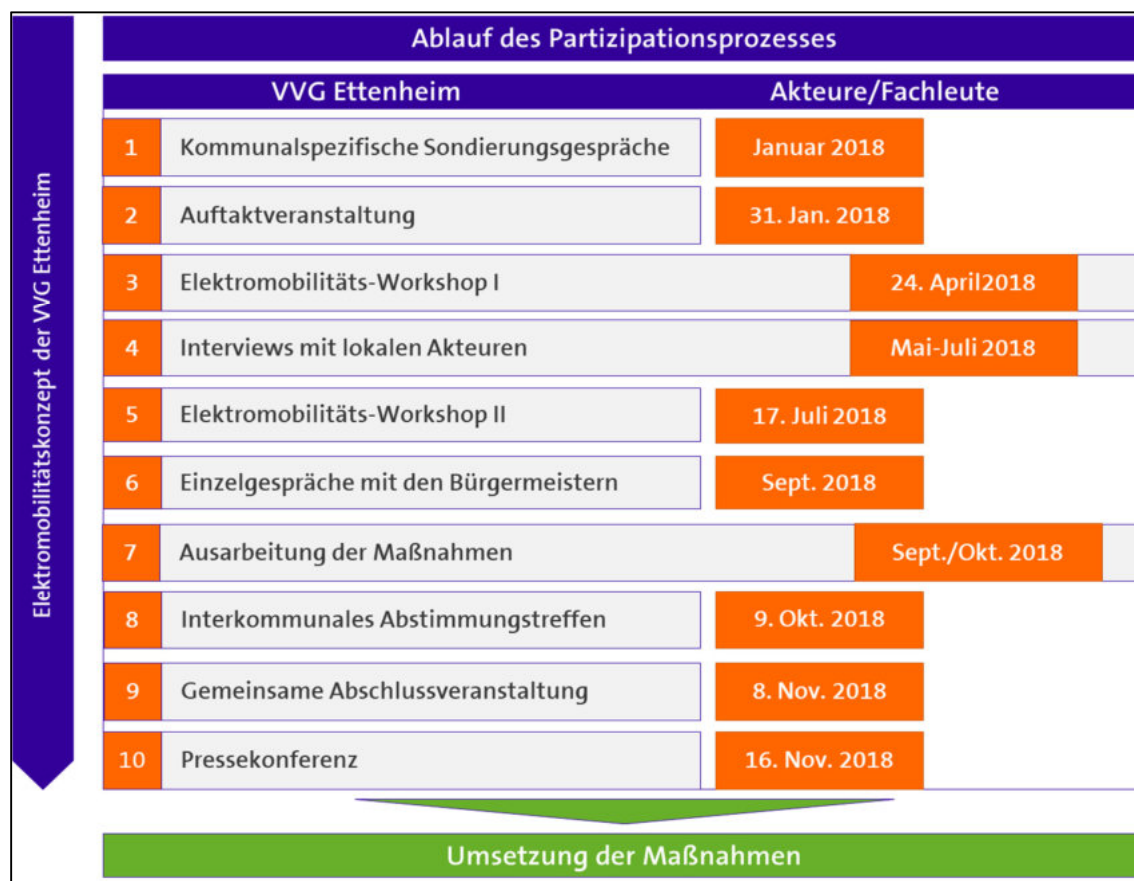 Ablauf des Partizipationsprozesses
Elektromobilitätskonzept der VVG Ettenheim
VVG Ettenheim Akteure/Fachleute
1 Kommunalspezifische Sondierungsgespräche Januar 2018
2 Auftaktveranstaltung 31. Jan. 2018
3 Elektromobilitäts-Workshop I 24. April2018
4 Interviews mit lokalen Akteuren Mai-Juli 2018
5 Elektromobilitäts-Workshop II 17. Juli 2018
6 Einzelgespräche mit den Bürgermeistern Sept. 2018
7 Ausarbeitung der Maßnahmen Sept./Okt. 2018
8 Interkommunales Abstimmungstreffen 9. Okt. 2018
9 Gemeinsame Abschlussveranstaltung 8. Nov. 2018
10 Pressekonferenz 16. Nov. 2018
Umsetzung der Maßnahmen